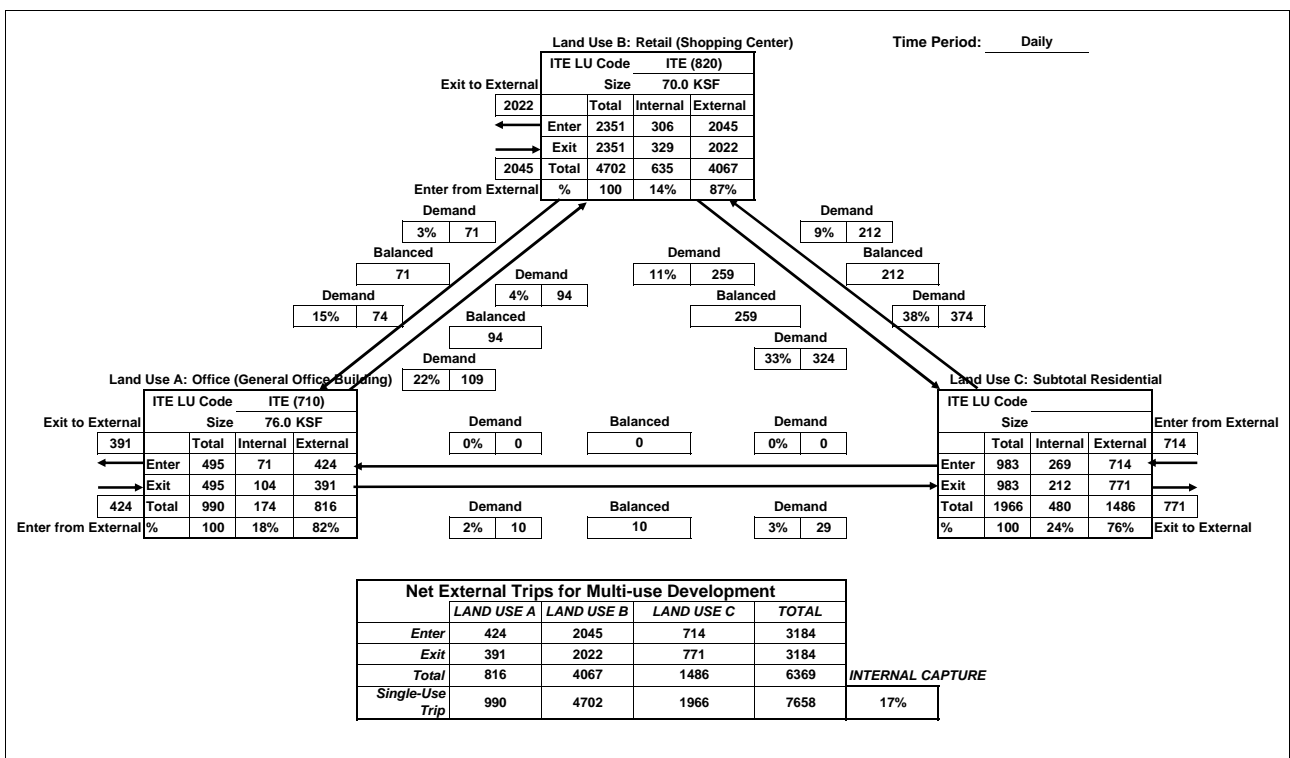 Land Use B: Retail (Shopping Center)
Time Period: Daily
ITE LU Code ITE (820)
Exit to External Size 70.0 KSF
2022 Total Internal External
Enter 2351 306 2045
Exit 2351 329 2022
2045 Total 4702 635 4067
Enter from External % 100 14% 87%
Demand Demand
3% 71 9% 212
Balanced Demand Balanced
71 11% 259 212
Demand Demand Balanced Demand
15% 74 4% 94 259 38% 374
Balanced Demand
94 33% 324
Demand
22% 109
Land Use A: Office (General Office Building) Land Use C: Subtotal Residential
ITE LU Code ITE (710) ITE LU Code
Exit to External Size 76.0 KSF Demand Balanced Demand Size Enter from External
391 Total Internal External 0% 0 0 0% 0 Total Internal External 714
Enter 495 71 424 Enter 983 269 714
Exit 495 104 391 Exit 983 212 771
424 Total 990 174 816 Demand Balanced Demand Total 1966 480 1486 771
Enter from External % 100 18% 82% 2% 10 10 3% 29 % 100 24% 76% Exit to External
Net External Trips for Multi-use Development
LAND USE A LAND USE B LAND USE C TOTAL
Enter 424 2045 714 3184
Exit 391 2022 771 3184
Total 816 4067 1486 6369 INTERNAL CAPTURE
Single-Use
Trip 990 4702 1966 7658 17%